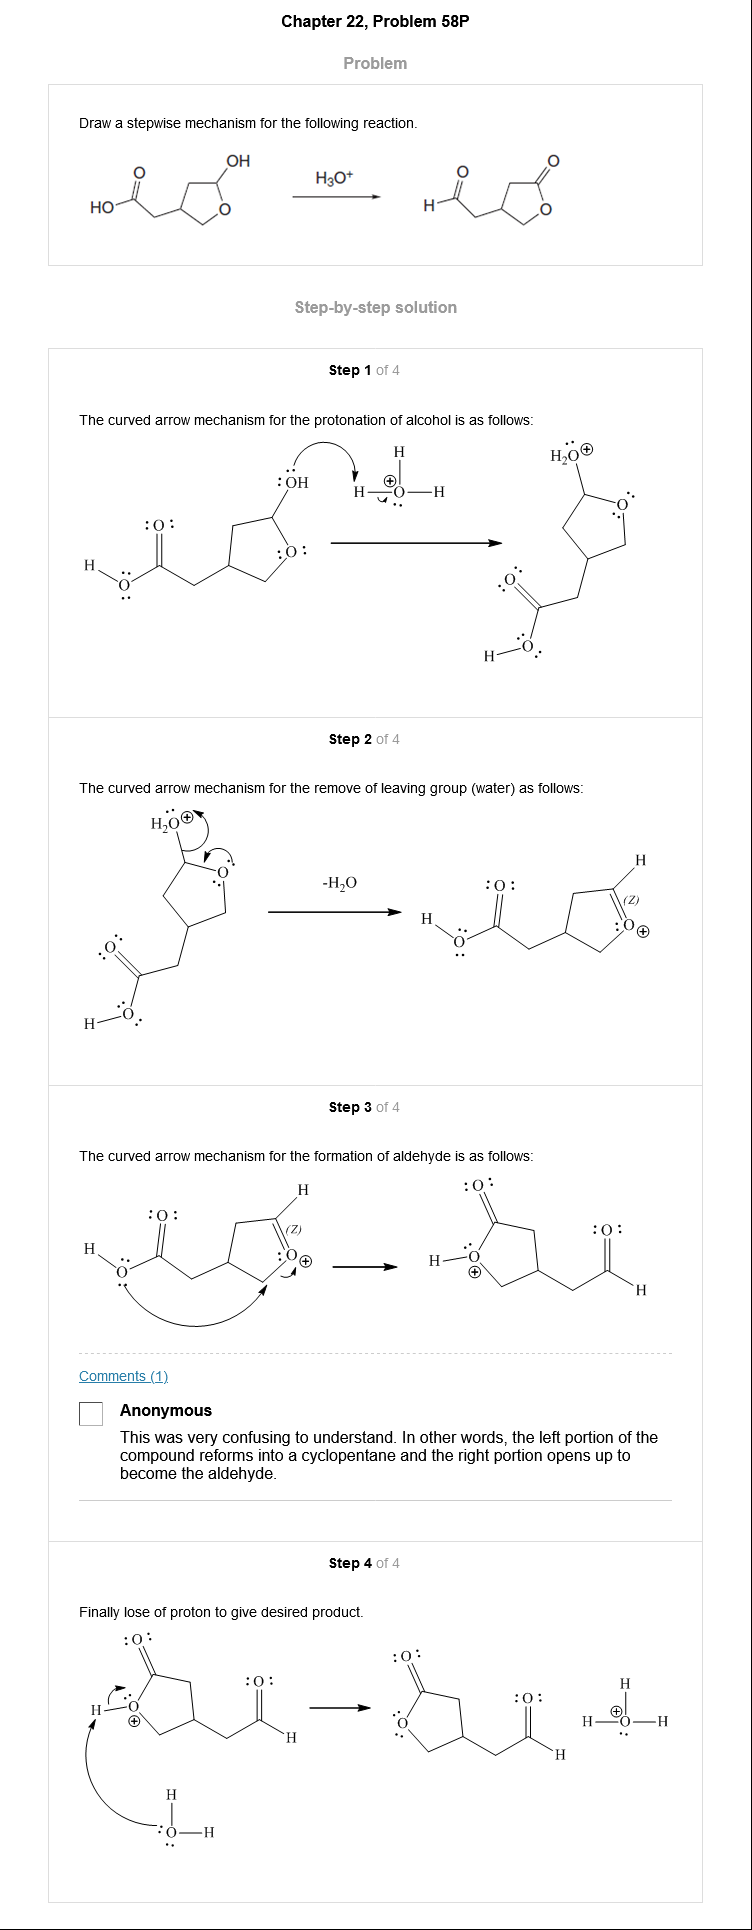 Chapter 22, Problem 58P
Problem
Draw a stepwise mechanism for the following reaction.
O
OH
HO
O
H₃O⁺
O
O
H
O
Step-by-step solution
Step 1 of 4
The curved arrow mechanism for the protonation of alcohol is as follows:
:OH
H
H—O—H
:O:
H
O
:O:
H₂O⊕
O
O
H—O
Step 2 of 4
The curved arrow mechanism for the remove of leaving group (water) as follows:
H₂O⊕
O
O
H—O
-H₂O
:O:
H
H
(Z)
O
:O⊕
Step 3 of 4
The curved arrow mechanism for the formation of aldehyde is as follows:
H
:O:
(Z)
H
O
:O⊕
:O:
H—O
⊕
:O:
H
Comments (1)
Anonymous
This was very confusing to understand. In other words, the left portion of the
compound reforms into a cyclopentane and the right portion opens up to
become the aldehyde.
Step 4 of 4
Finally lose of proton to give desired product.
:O:
:O:
H—O
⊕
H
H
:O—H
:O:
O
:O:
H
H
H—O—H
⊕